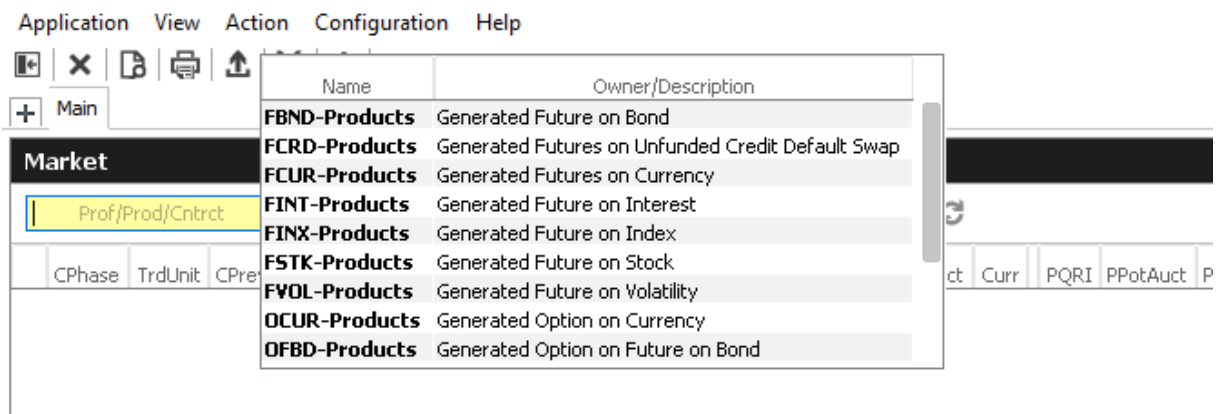 Application View Action Configuration Help
Main
Name Owner/Description
FBND-Products Generated Future on Bond
FCRD-Products Generated Futures on Unfunded Credit Default Swap
FCUR-Products Generated Futures on Currency
FINT-Products Generated Future on Interest
FINX-Products Generated Future on Index
FSTK-Products Generated Future on Stock
FVOL-Products Generated Future on Volatility
OCUR-Products Generated Option on Currency
OFBD-Products Generated Option on Future on Bond
Market
Prof/Prod/Cntrct
CPhase TrdUnit CPre ct Curr PQRI PPotAuct P